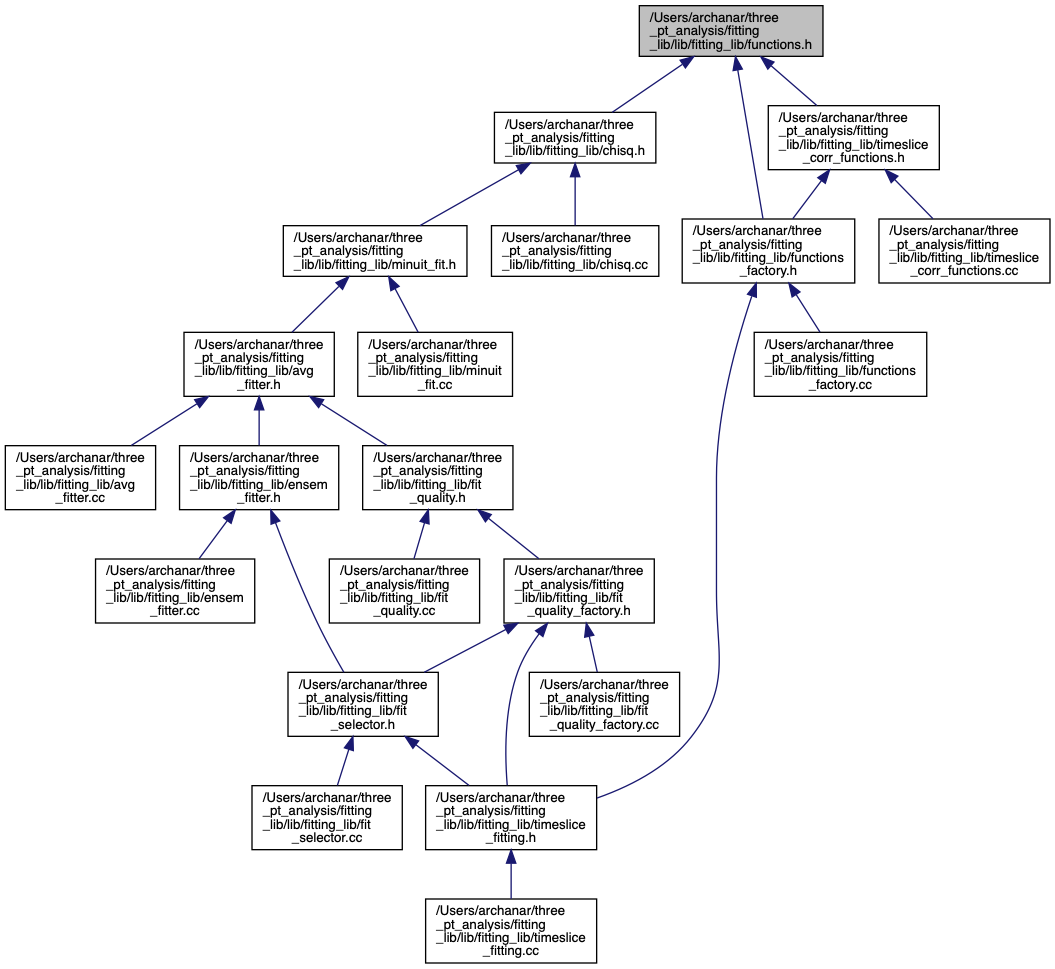 /Users/archanar/three
_pt_analysis/fitting
_lib/lib/fitting_lib/functions.h
/Users/archanar/three
_pt_analysis/fitting
_lib/lib/fitting_lib/chisq.h
/Users/archanar/three
_pt_analysis/fitting
_lib/lib/fitting_lib/timeslice
_corr_functions.h
/Users/archanar/three
_pt_analysis/fitting
_lib/lib/fitting_lib/minuit_fit.h
/Users/archanar/three
_pt_analysis/fitting
_lib/lib/fitting_lib/chisq.cc
/Users/archanar/three
_pt_analysis/fitting
_lib/lib/fitting_lib/functions
_factory.h
/Users/archanar/three
_pt_analysis/fitting
_lib/lib/fitting_lib/timeslice
_corr_functions.cc
/Users/archanar/three
_pt_analysis/fitting
_lib/lib/fitting_lib/avg
_fitter.h
/Users/archanar/three
_pt_analysis/fitting
_lib/lib/fitting_lib/minuit
_fit.cc
/Users/archanar/three
_pt_analysis/fitting
_lib/lib/fitting_lib/functions
_factory.cc
/Users/archanar/three
_pt_analysis/fitting
_lib/lib/fitting_lib/avg
_fitter.cc
/Users/archanar/three
_pt_analysis/fitting
_lib/lib/fitting_lib/ensem
_fitter.h
/Users/archanar/three
_pt_analysis/fitting
_lib/lib/fitting_lib/fit
_quality.h
/Users/archanar/three
_pt_analysis/fitting
_lib/lib/fitting_lib/ensem
_fitter.cc
/Users/archanar/three
_pt_analysis/fitting
_lib/lib/fitting_lib/fit
_quality.cc
/Users/archanar/three
_pt_analysis/fitting
_lib/lib/fitting_lib/fit
_quality_factory.h
/Users/archanar/three
_pt_analysis/fitting
_lib/lib/fitting_lib/fit
_selector.h
/Users/archanar/three
_pt_analysis/fitting
_lib/lib/fitting_lib/fit
_quality_factory.cc
/Users/archanar/three
_pt_analysis/fitting
_lib/lib/fitting_lib/fit
_selector.cc
/Users/archanar/three
_pt_analysis/fitting
_lib/lib/fitting_lib/timeslice
_fitting.h
/Users/archanar/three
_pt_analysis/fitting
_lib/lib/fitting_lib/timeslice
_fitting.cc